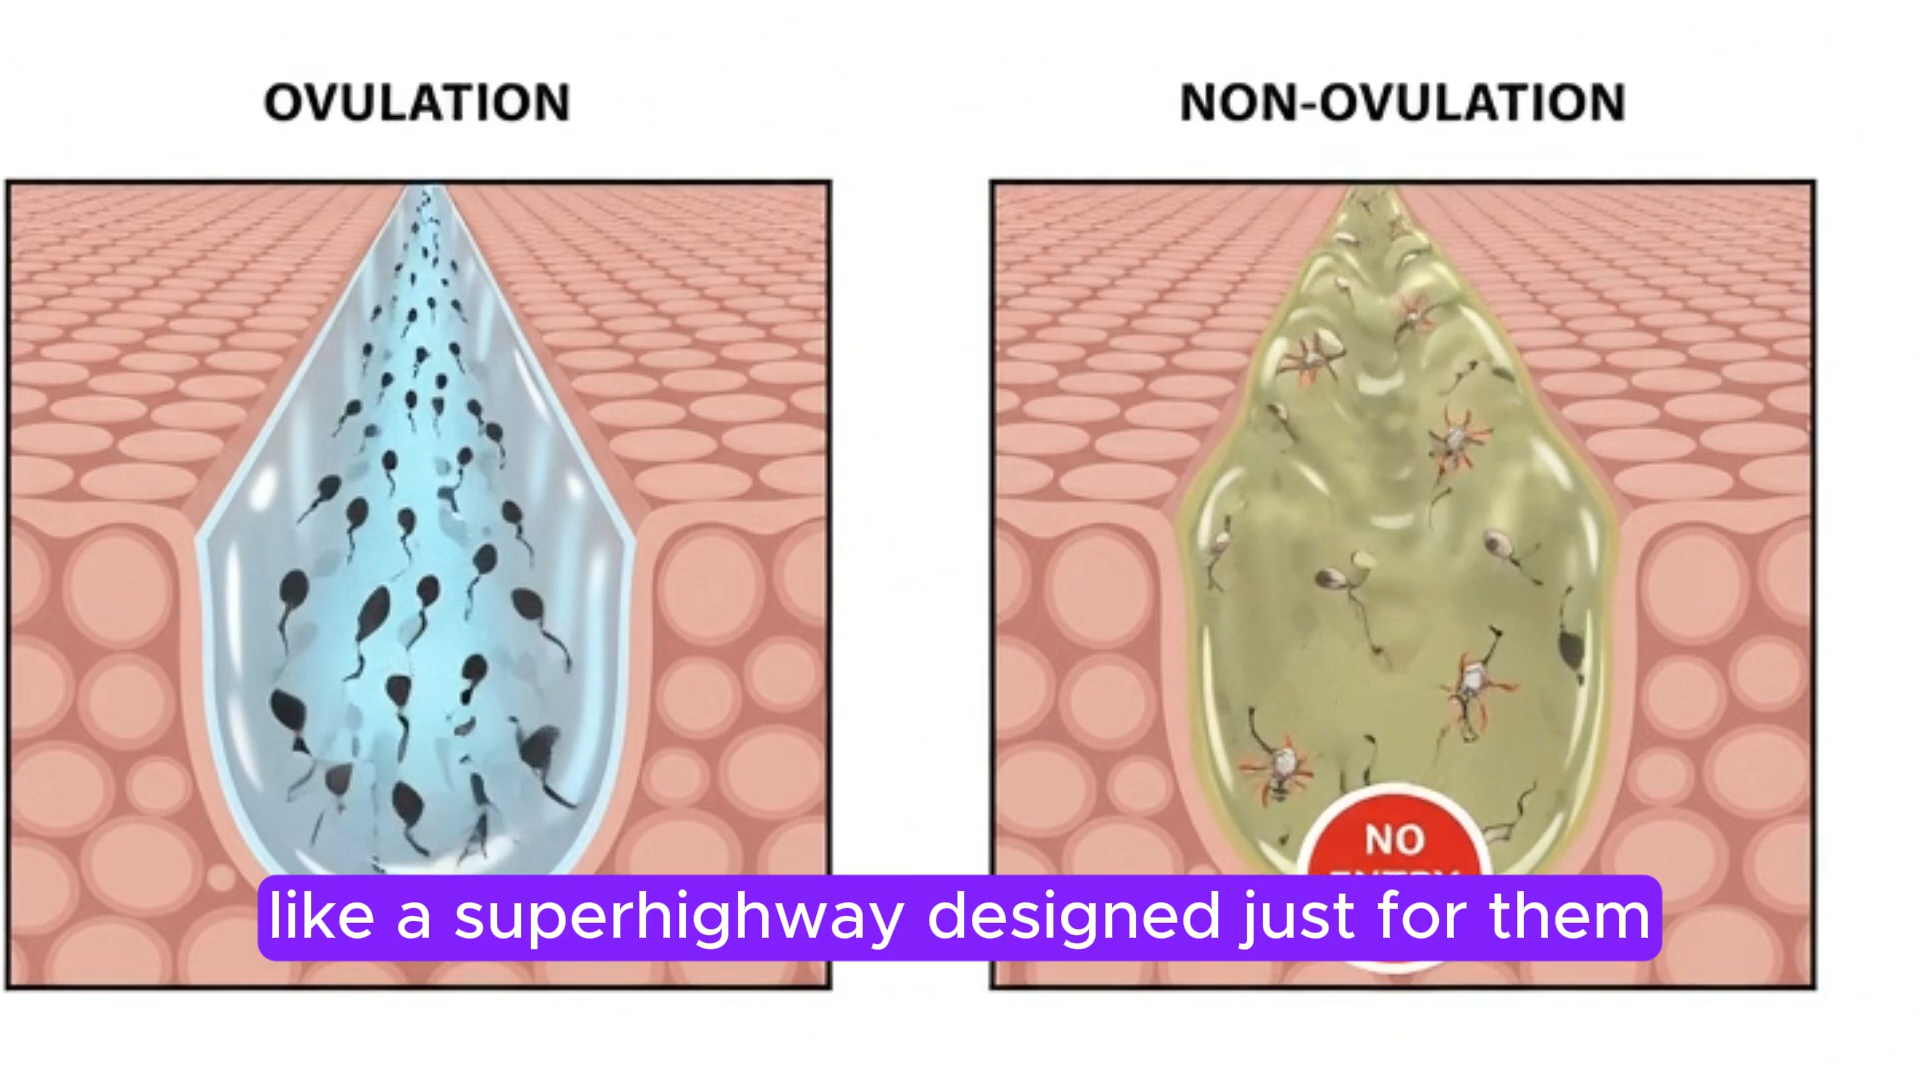 OVULATION
NON-OVULATION
NO
like a superhighway designed just for them